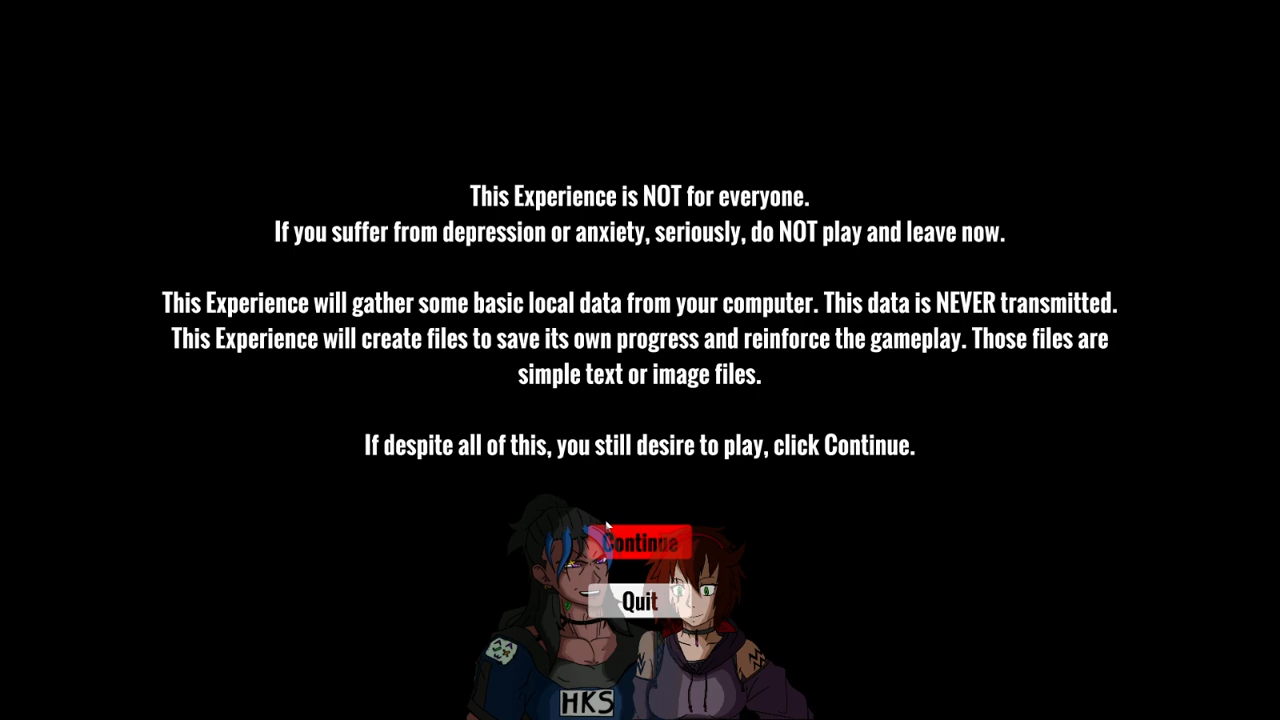 This Experience is NOT for everyone.
If you suffer from depression or anxiety, seriously, do NOT play and leave now.
This Experience will gather some basic local data from your computer. This data is NEVER transmitted.
This Experience will create files to save its own progress and reinforce the gameplay. Those files are
simple text or image files.
If despite all of this, you still desire to play, click Continue.
Continue
Quit
HKS